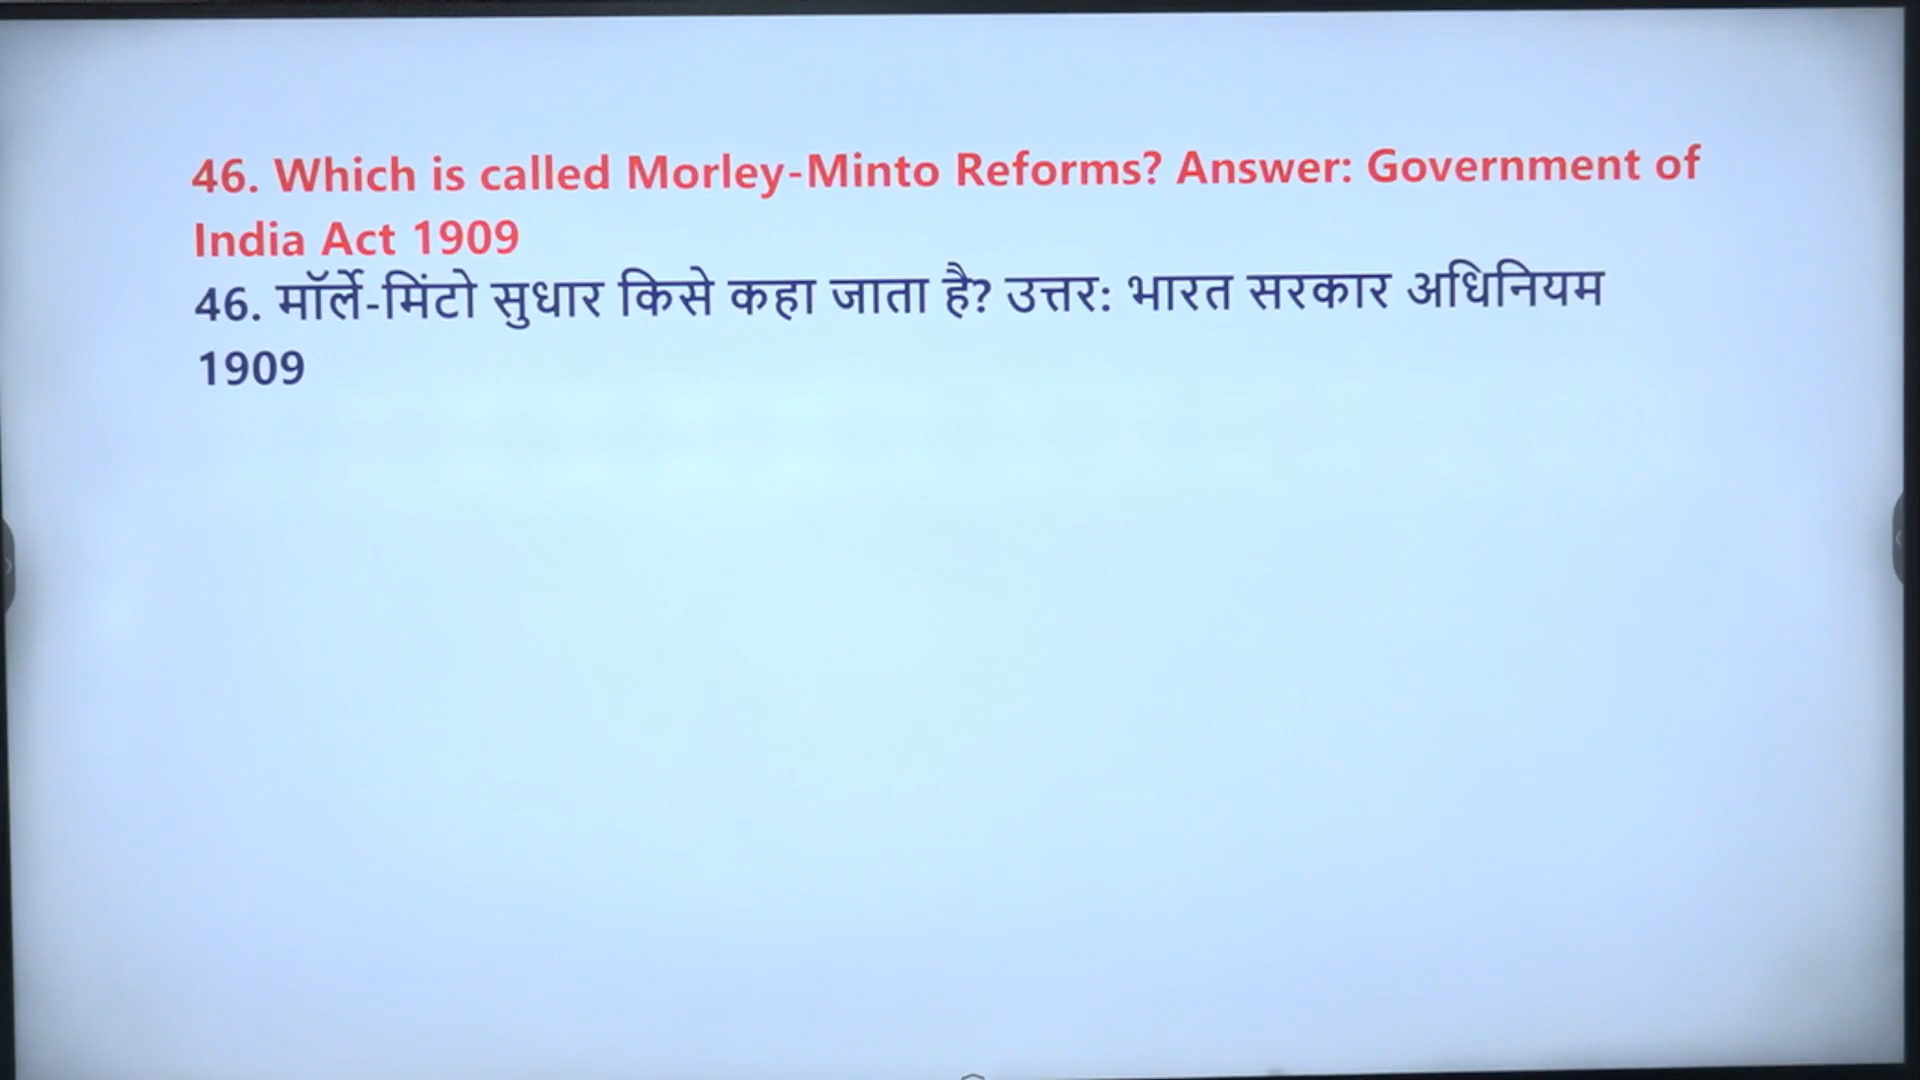 46. Which is called Morley-Minto Reforms? Answer: Government of
India Act 1909
46. मॉर्ले-मिंटो सुधार किसे कहा जाता है? उत्तर: भारत सरकार अधिनियम
1909